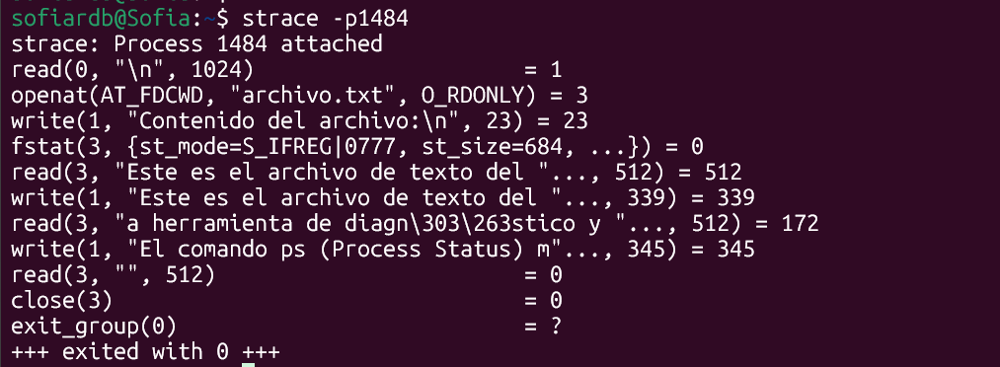 sofiardb@Sofia:~$ strace -p1484
strace: Process 1484 attached
read(0, "\n", 1024)                     = 1
openat(AT_FDCWD, "archivo.txt", O_RDONLY) = 3
write(1, "Contenido del archivo:\n", 23) = 23
fstat(3, {st_mode=S_IFREG|0777, st_size=684, ...}) = 0
read(3, "Este es el archivo de texto del "..., 512) = 512
write(1, "Este es el archivo de texto del "..., 339) = 339
read(3, "a herramienta de diagn\303\263stico y "..., 512) = 172
write(1, "El comando ps (Process Status) m"..., 345) = 345
read(3, "", 512)                        = 0
close(3)                                = 0
exit_group(0)                           = ?
+++ exited with 0 +++